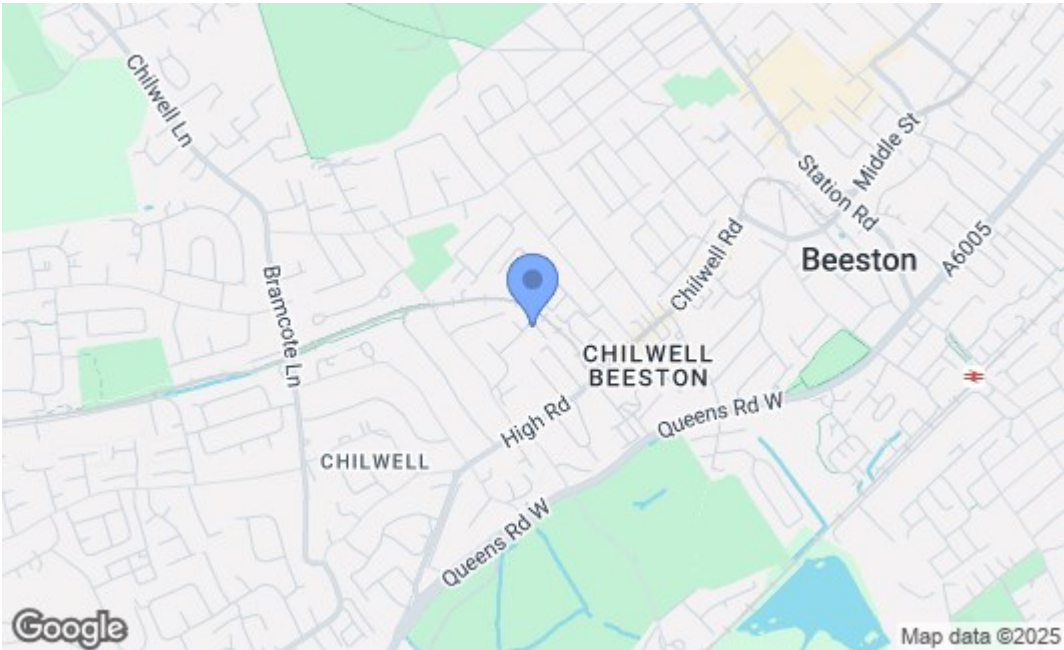 Chilwell Ln
Middle St
Station Rd
A6005
Chilwell Rd
Beeston
Bramcote Ln
CHILWELL
BEESTON
High Rd
Queens Rd W
CHILWELL
Queens Rd W
Google
Map data ©2025